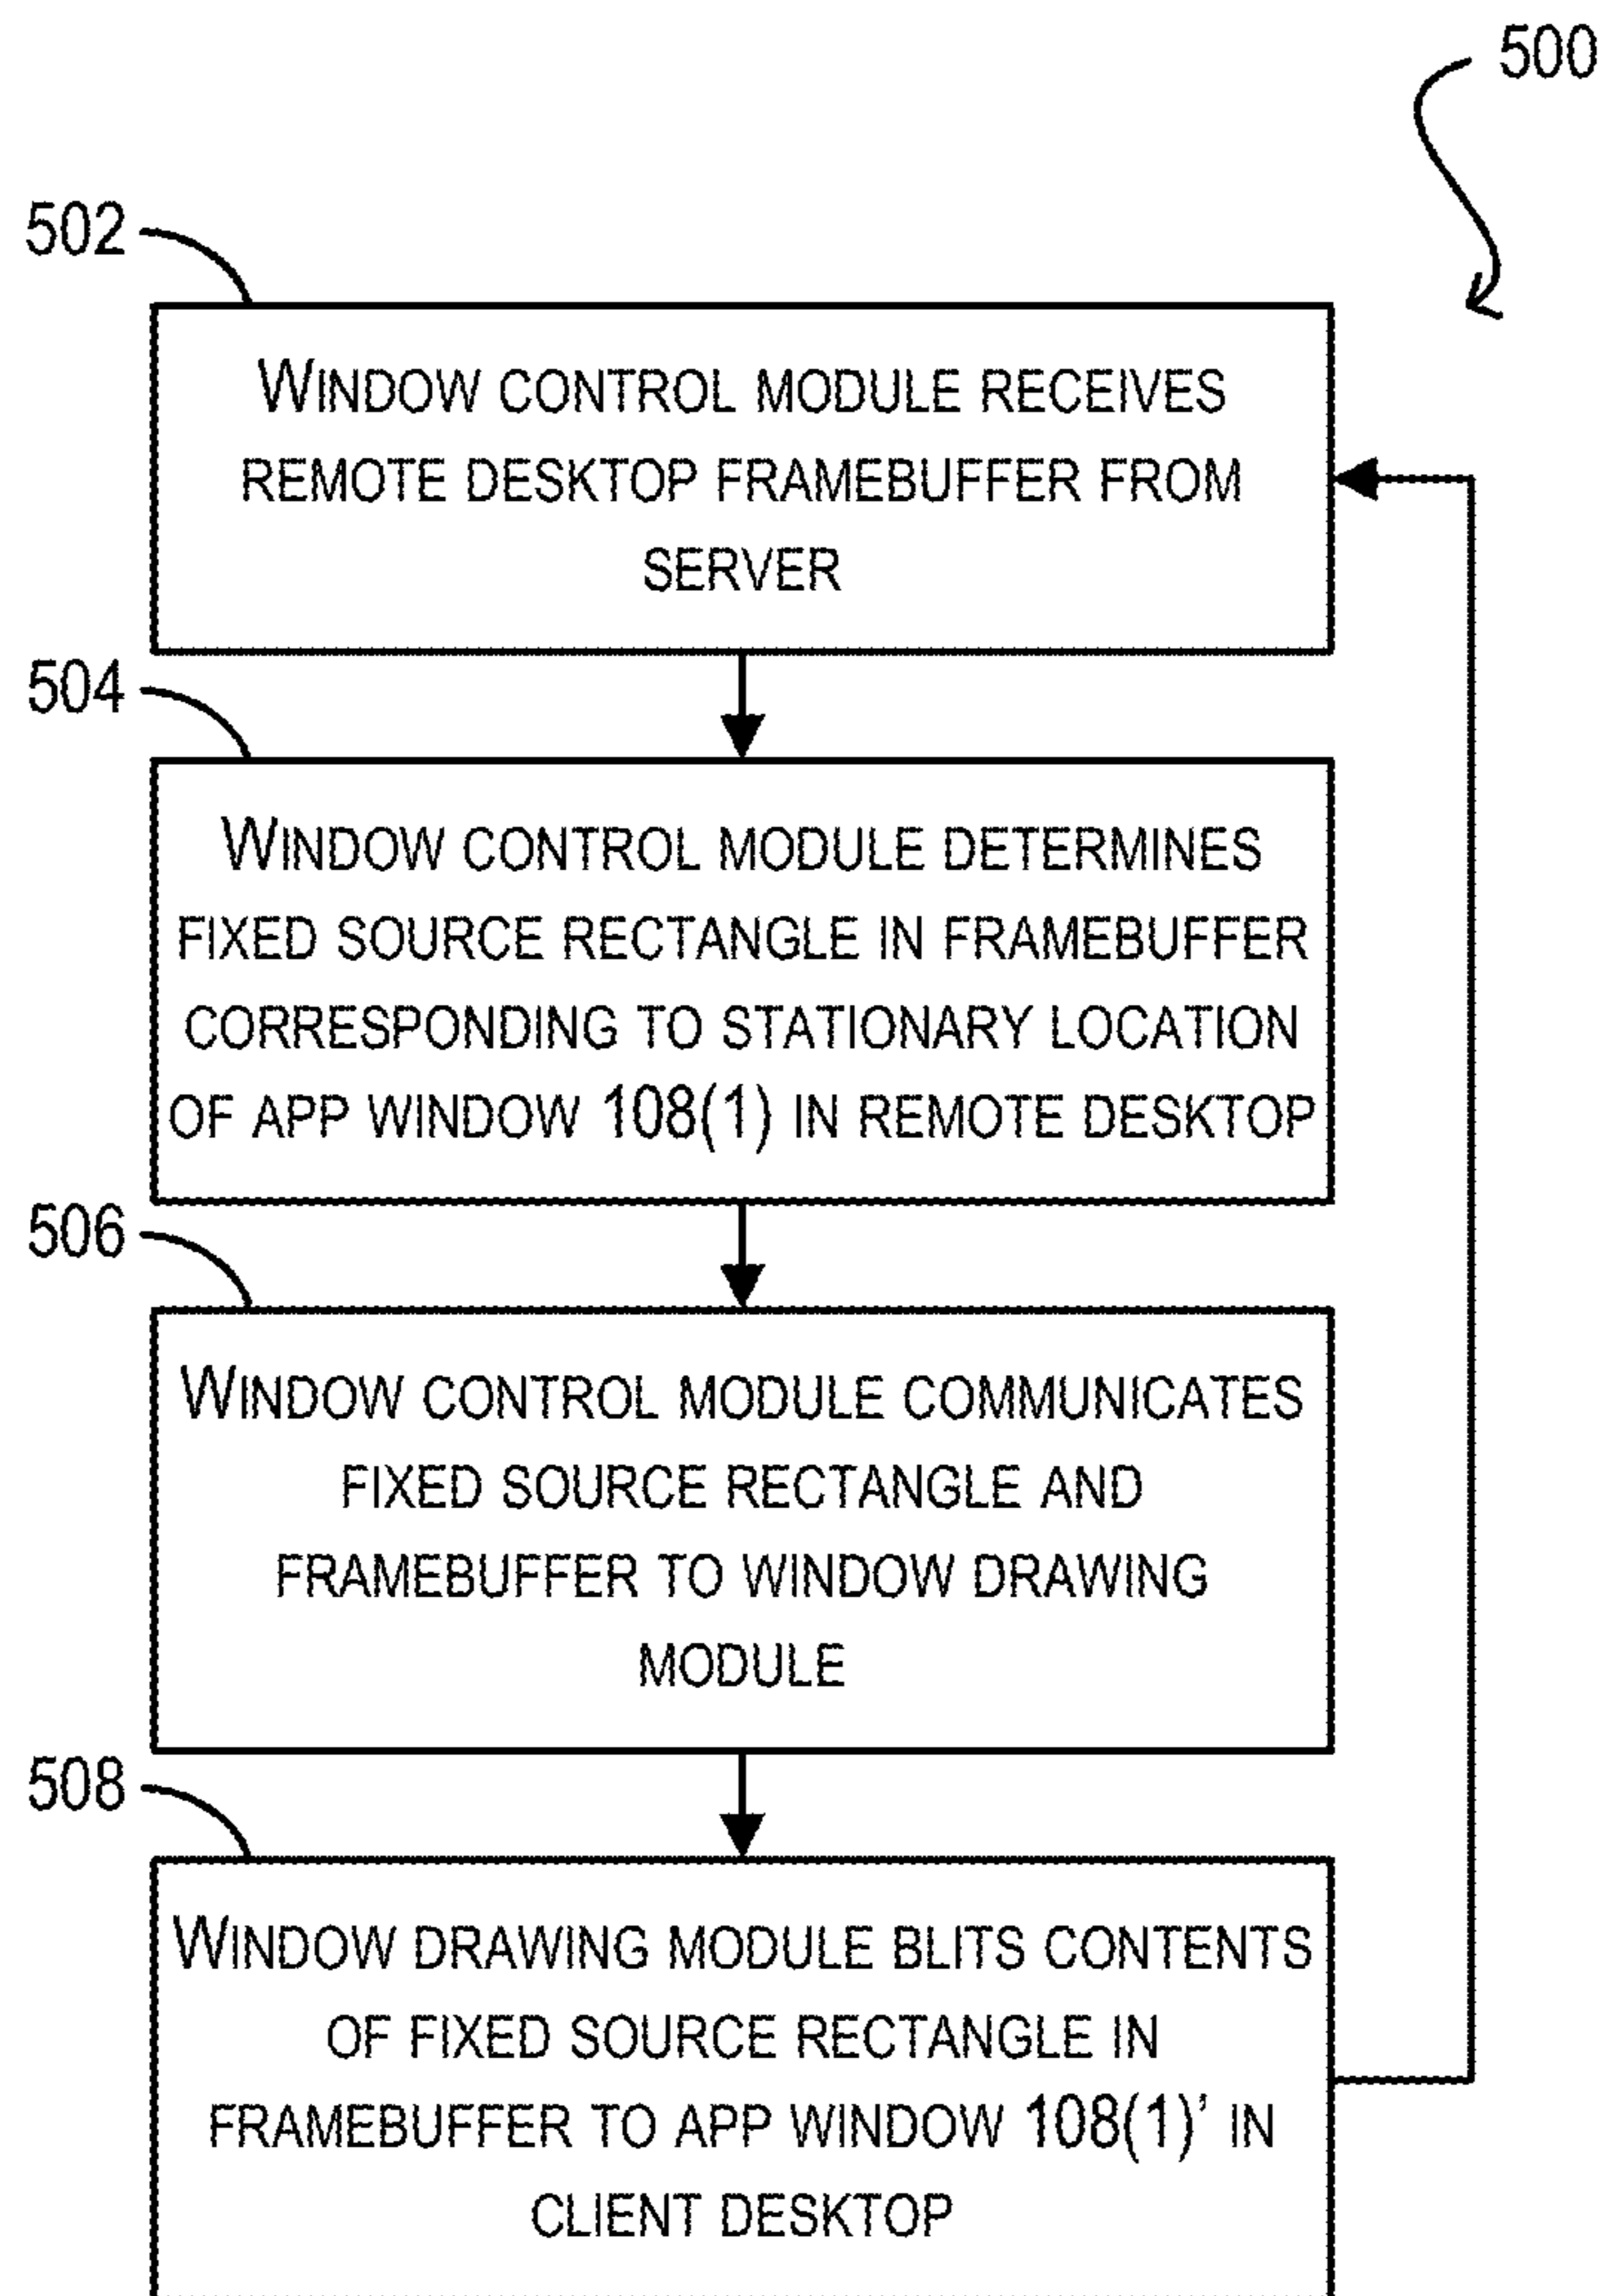 500
502
WINDOW CONTROL MODULE RECEIVES
REMOTE DESKTOP FRAMEBUFFER FROM
SERVER
504
WINDOW CONTROL MODULE DETERMINES
FIXED SOURCE RECTANGLE IN FRAMEBUFFER
CORRESPONDING TO STATIONARY LOCATION
OF APP WINDOW 108(1) IN REMOTE DESKTOP
506
WINDOW CONTROL MODULE COMMUNICATES
FIXED SOURCE RECTANGLE AND
FRAMEBUFFER TO WINDOW DRAWING
MODULE
508
WINDOW DRAWING MODULE BLITS CONTENTS
OF FIXED SOURCE RECTANGLE IN
FRAMEBUFFER TO APP WINDOW 108(1)' IN
CLIENT DESKTOP